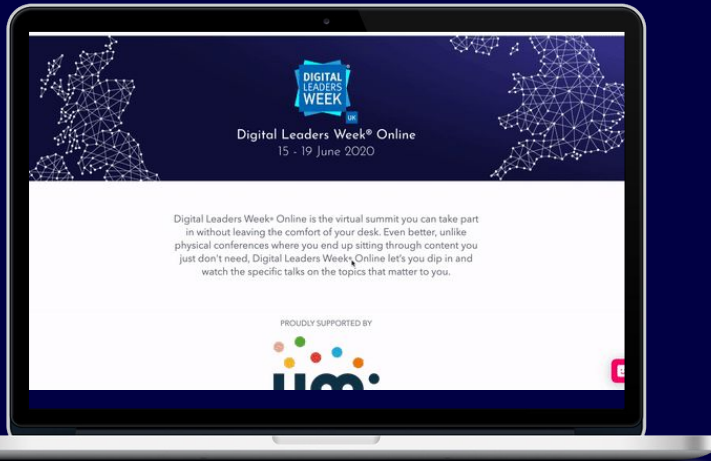 DIGITAL
LEADERS
WEEK
UK
Digital Leaders Week® Online
15 - 19 June 2020
Digital Leaders Week® Online is the virtual summit you can take part
in without leaving the comfort of your desk. Even better, unlike
physical conferences where you end up sitting through content you
just don't need, Digital Leaders Week® Online let's you dip in and
watch the specific talks on the topics that matter to you.
PROUDLY SUPPORTED BY